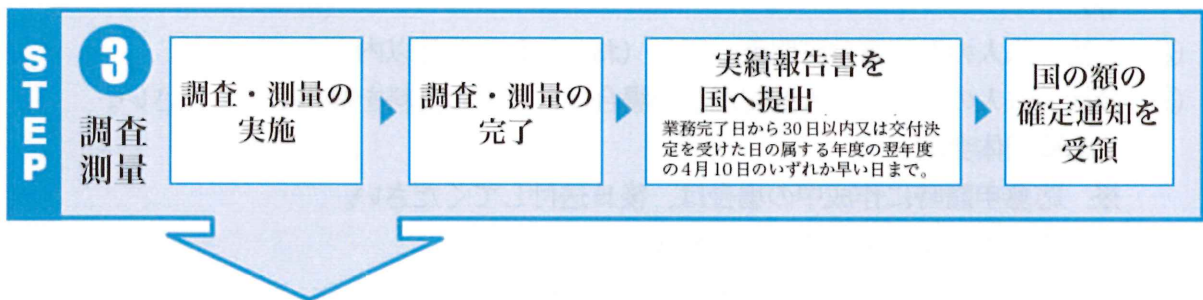 STEP
3
調査
測量
調査・測量の
実施
調査・測量の
完了
実績報告書を
国へ提出
業務完了日から30日以内又は交付決
定を受けた日の属する年度の翌年度
の4月10日のいずれか早い日まで。
国の額の
確定通知を
受領